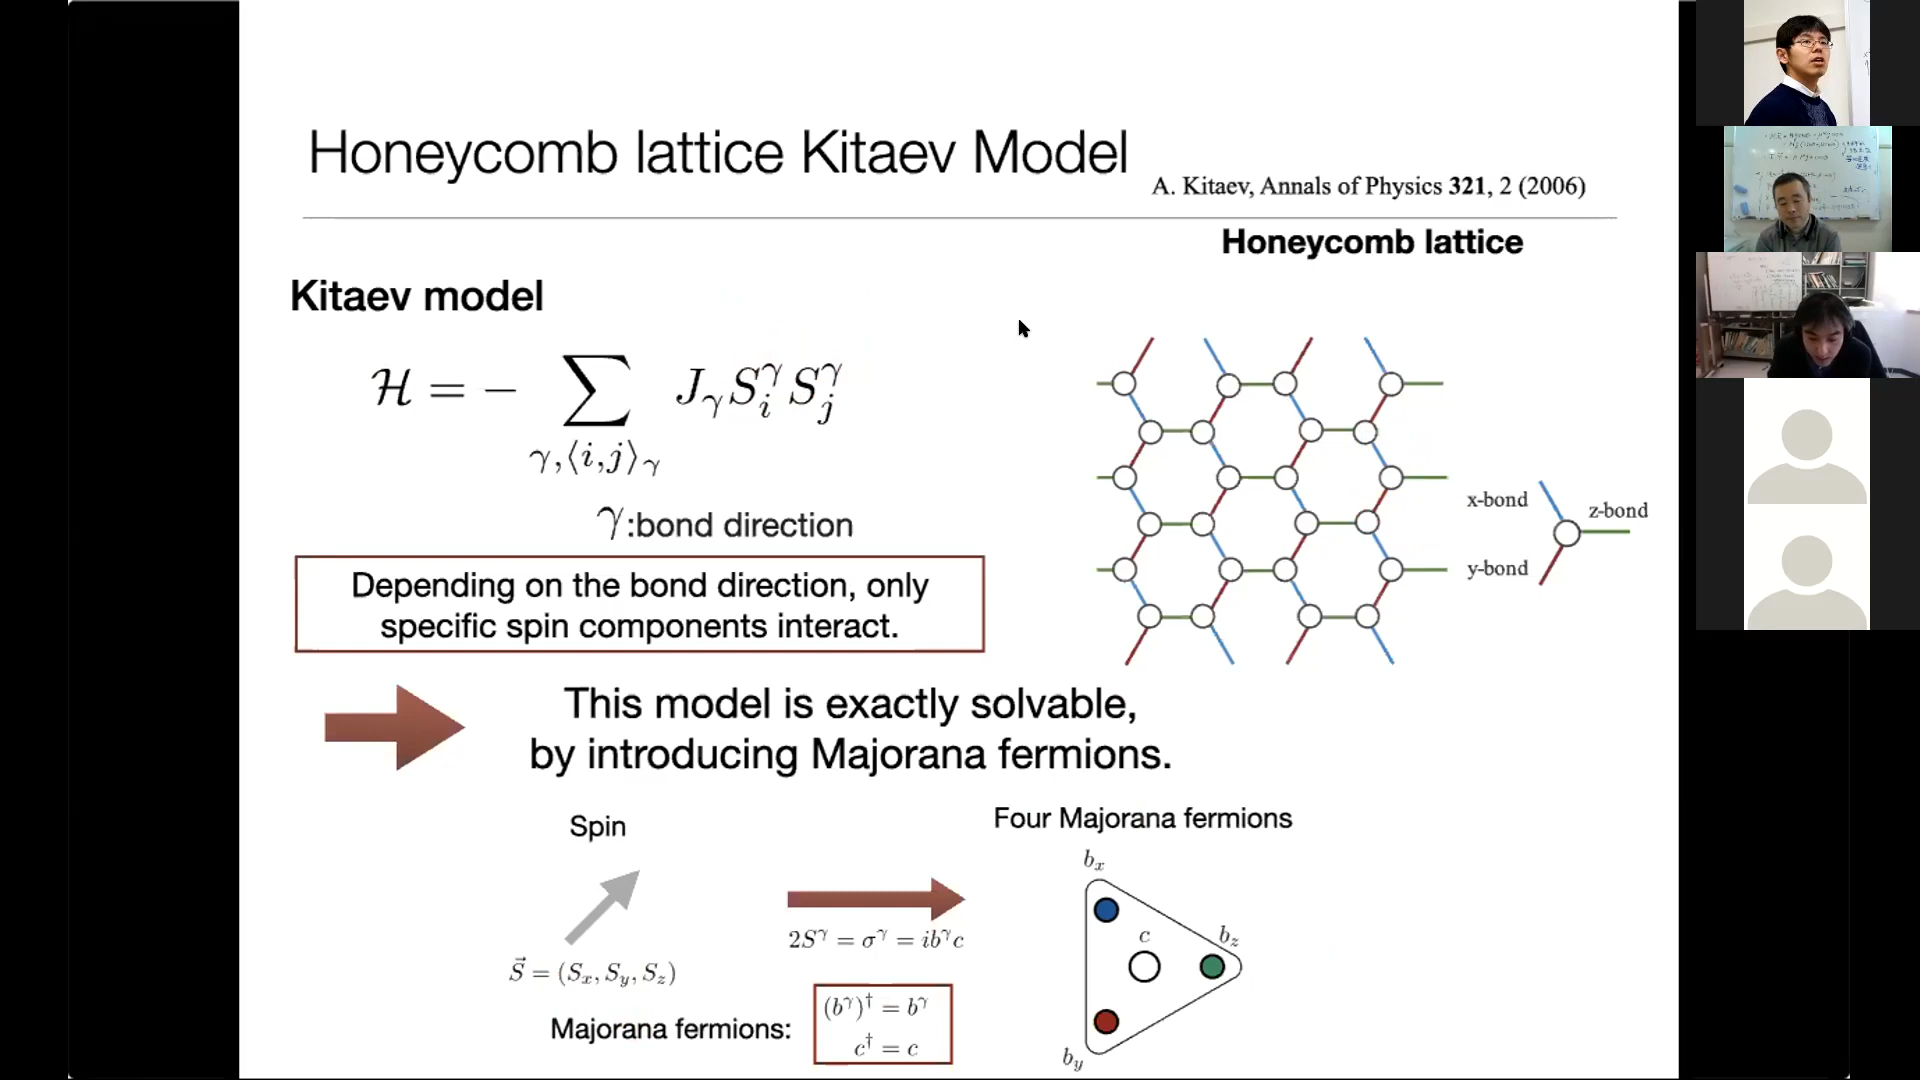 Honeycomb lattice Kitaev Model
A. Kitaev, Annals of Physics 321, 2 (2006)
Honeycomb lattice
Kitaev model
ℋ = − ∑ J_γ S_i^γ S_j^γ
γ,⟨i,j⟩_γ
γ:bond direction
x-bond
z-bond
y-bond
Depending on the bond direction, only
specific spin components interact.
This model is exactly solvable,
by introducing Majorana fermions.
Spin
Four Majorana fermions
b_x
c
b_z
2S^γ = σ^γ = ib^γ c
S⃗ = (S_x, S_y, S_z)
Majorana fermions:
(b^γ)^† = b^γ
c^† = c
b_y